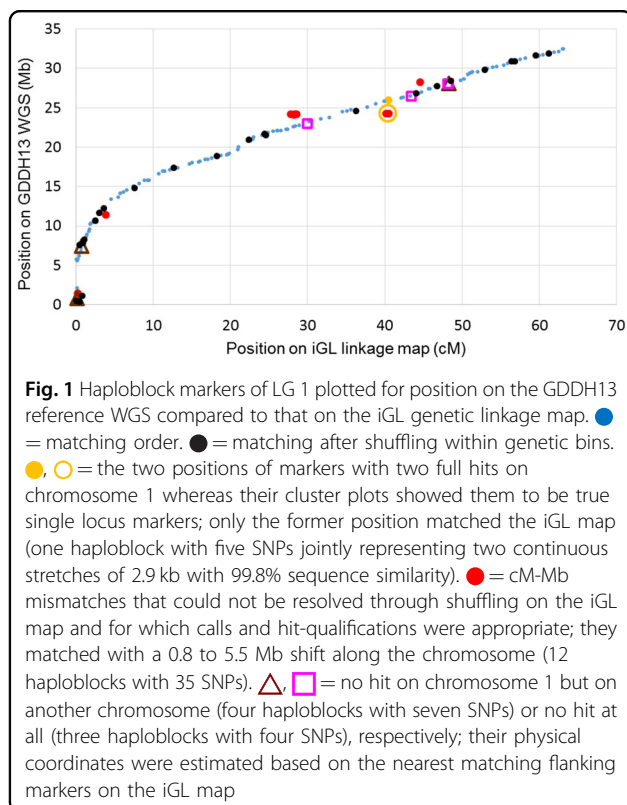 35
30
25
20
15
10
5
0
Position on GDDH13 WGS (Mb)
0 10 20 30 40 50 60 70
Position on iGL linkage map (cM)
Fig. 1 Haploblock markers of LG 1 plotted for position on the GDDH13
reference WGS compared to that on the iGL genetic linkage map. ●
= matching order. ● = matching after shuffling within genetic bins.
●, ○ = the two positions of markers with two full hits on
chromosome 1 whereas their cluster plots showed them to be true
single locus markers; only the former position matched the iGL map
(one haploblock with five SNPs jointly representing two continuous
stretches of 2.9 kb with 99.8% sequence similarity). ● = cM-Mb
mismatches that could not be resolved through shuffling on the iGL
map and for which calls and hit-qualifications were appropriate; they
matched with a 0.8 to 5.5 Mb shift along the chromosome (12
haploblocks with 35 SNPs). △, □ = no hit on chromosome 1 but on
another chromosome (four haploblocks with seven SNPs) or no hit at
all (three haploblocks with four SNPs), respectively; their physical
coordinates were estimated based on the nearest matching flanking
markers on the iGL map